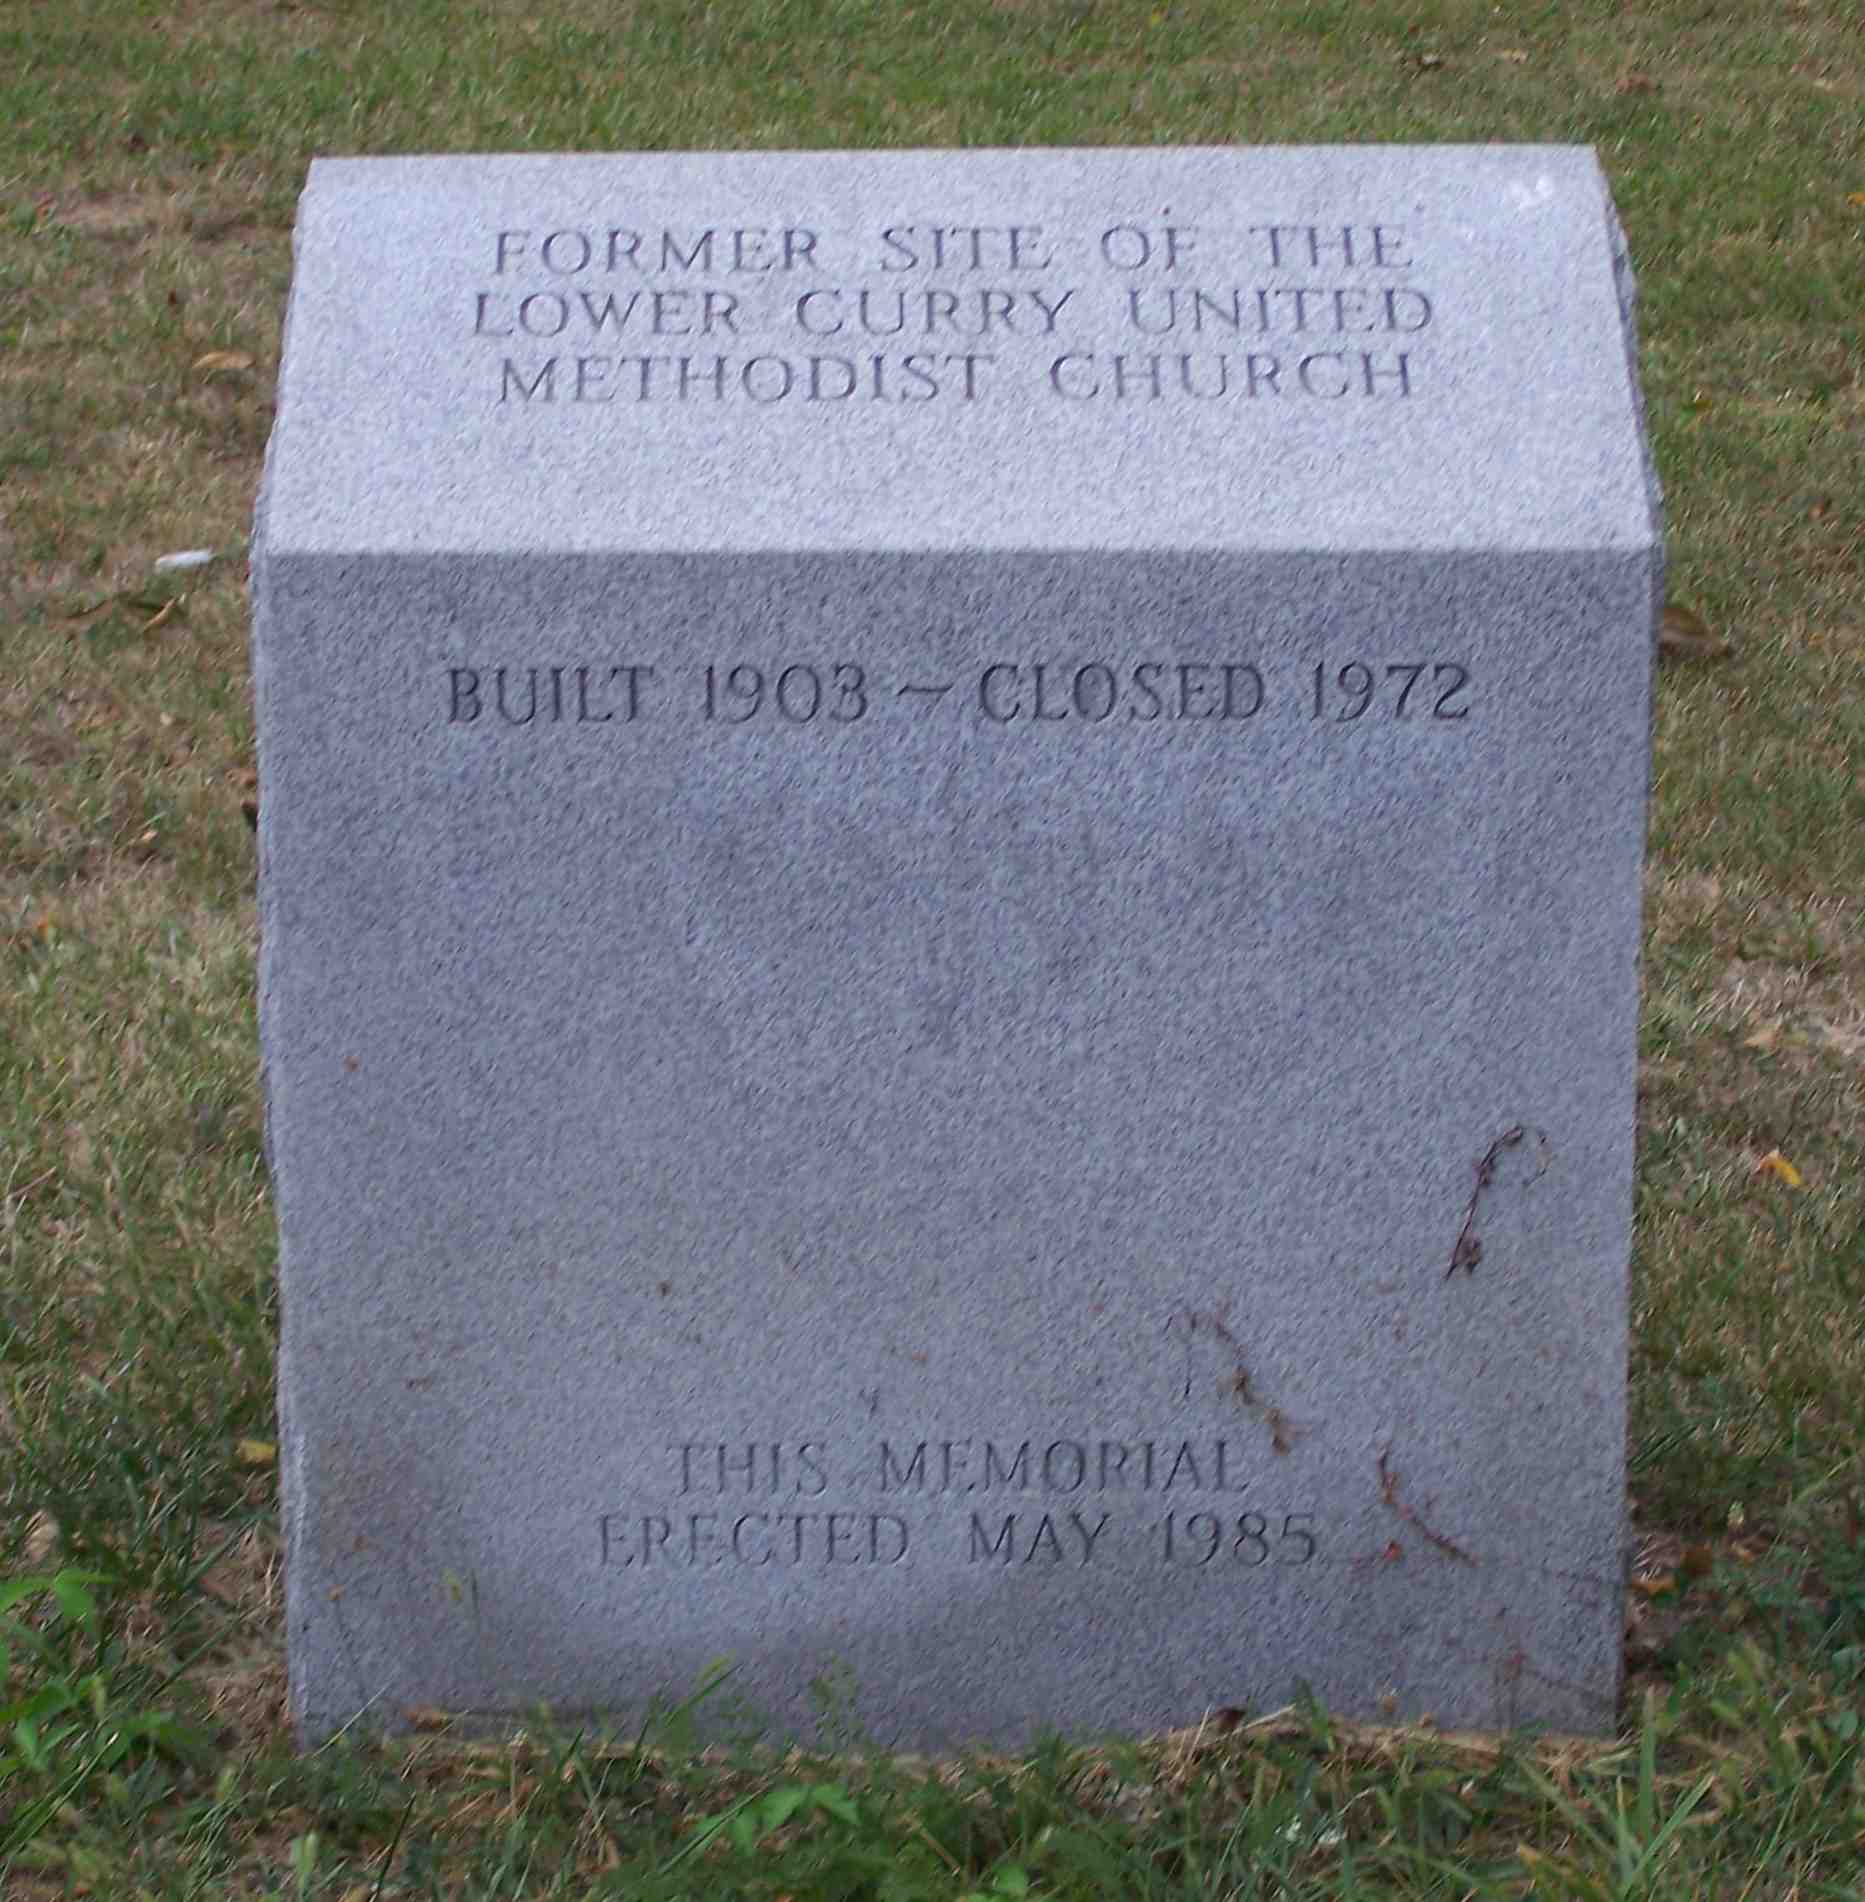 FORMER SITE OF THE
LOWER CURRY UNITED
METHODIST CHURCH
BUILT 1903 – CLOSED 1972
THIS MEMORIAL
ERECTED MAY 1985